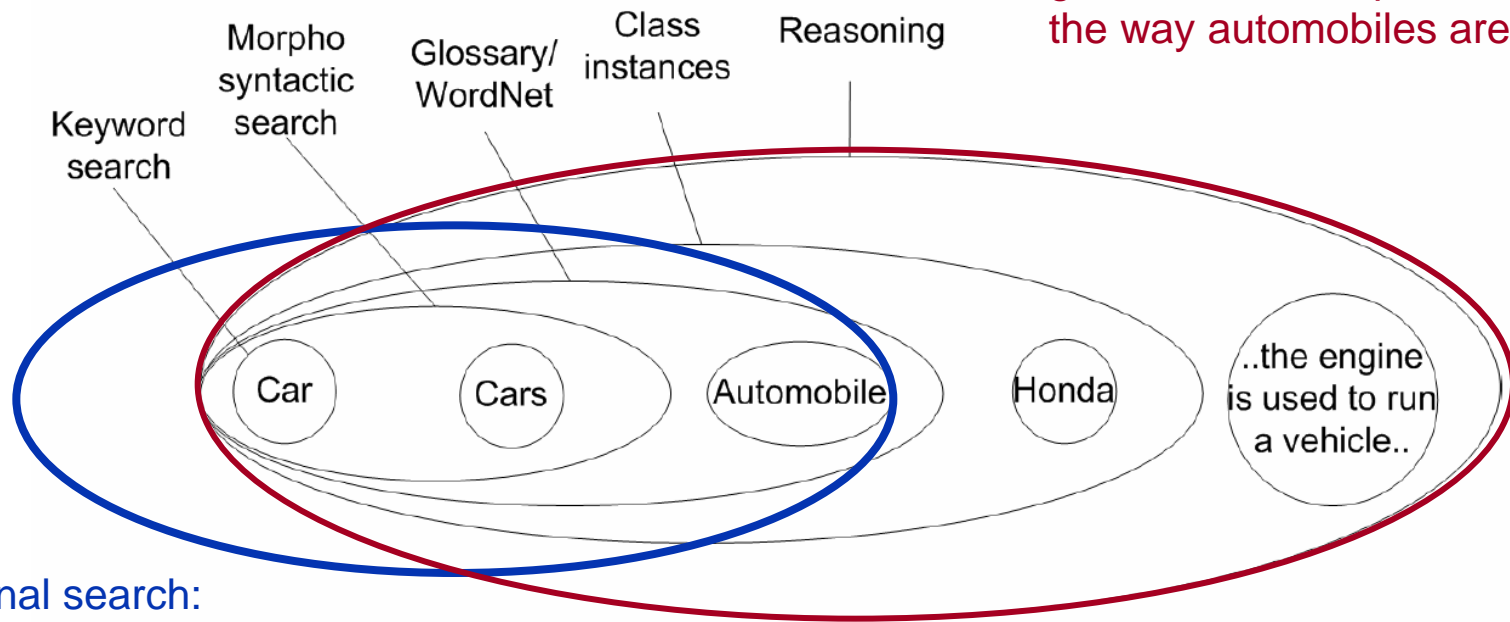 the way automobiles are
Class
instances
Reasoning
Morpho
syntactic
search
Glossary/
WordNet
Keyword
search
Car
Cars
Automobile
Honda
..the engine
is used to run
a vehicle..
search: